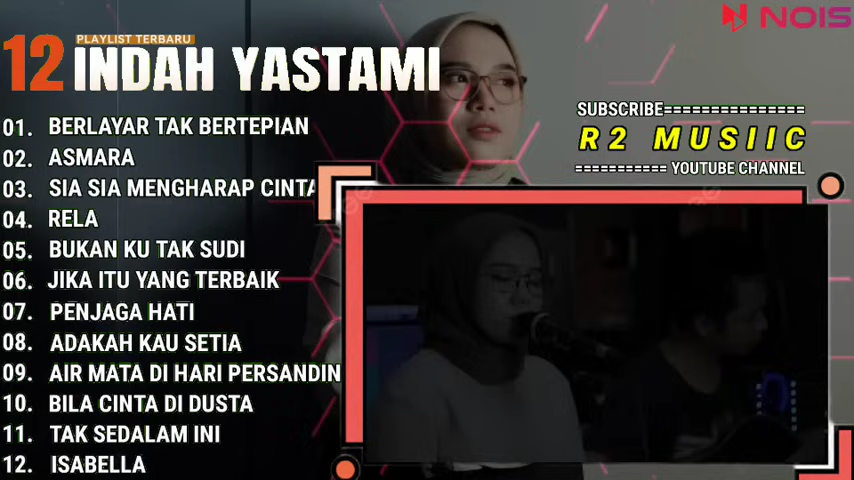 12
PLAYLIST TERBARU
INDAH YASTAMI
NOIS
SUBSCRIBE================
R2 MUSIIC
=========== YOUTUBE CHANNEL
01. BERLAYAR TAK BERTEPIAN
02. ASMARA
03. SIA SIA MENGHARAP CINTA
04. RELA
05. BUKAN KU TAK SUDI
06. JIKA ITU YANG TERBAIK
07. PENJAGA HATI
08. ADAKAH KAU SETIA
09. AIR MATA DI HARI PERSANDIN
10. BILA CINTA DI DUSTA
11. TAK SEDALAM INI
12. ISABELLA